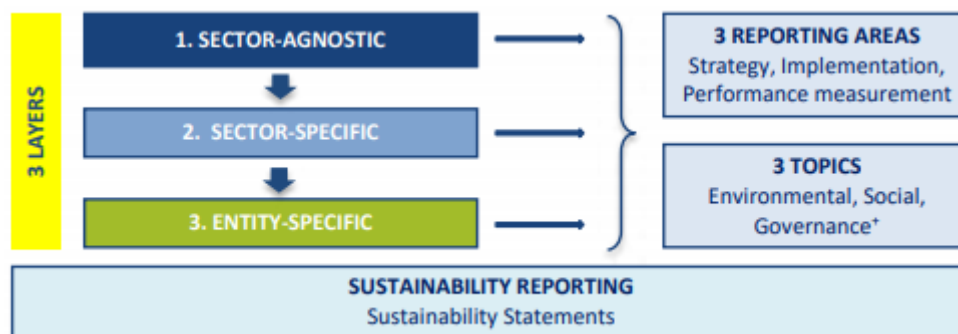 3 LAYERS
1. SECTOR-AGNOSTIC
2. SECTOR-SPECIFIC
3. ENTITY-SPECIFIC
3 REPORTING AREAS
Strategy, Implementation,
Performance measurement
3 TOPICS
Environmental, Social,
Governance⁺
SUSTAINABILITY REPORTING
Sustainability Statements